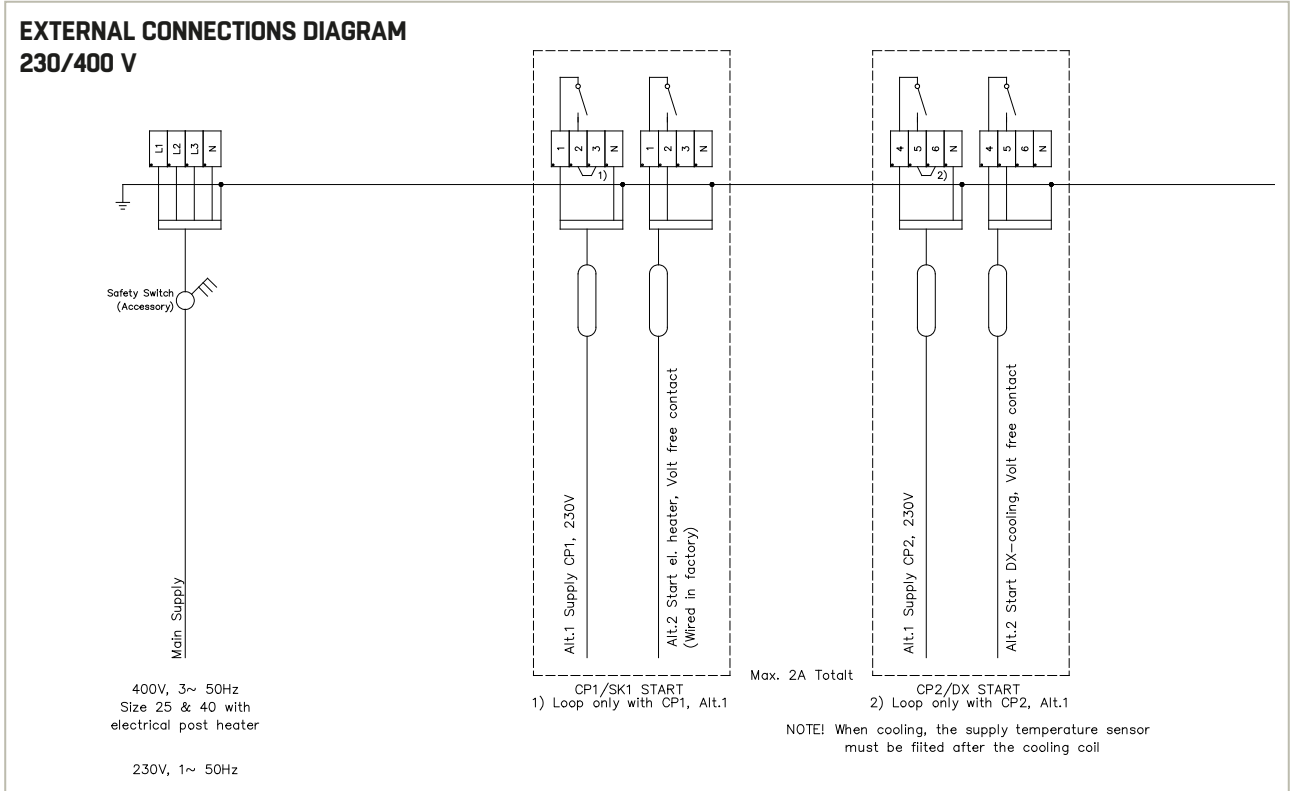 EXTERNAL CONNECTIONS DIAGRAM
230/400 V
L1 L2 L3 N
1 2 3 N
1 2 3 N
4 5 6 N
4 5 6 N
1)
2)
Safety Switch
(Accessory)
Main Supply
Alt.1 Supply CP1, 230V
Alt.2 Start el. heater, Volt free contact
(Wired in factory)
Alt.1 Supply CP2, 230V
Alt.2 Start DX-cooling, Volt free contact
400V, 3~ 50Hz
Size 25 & 40 with
electrical post heater
230V, 1~ 50Hz
CP1/SK1 START
1) Loop only with CP1, Alt.1
Max. 2A Totalt
CP2/DX START
2) Loop only with CP2, Alt.1
NOTE! When cooling, the supply temperature sensor
must be fiited after the cooling coil